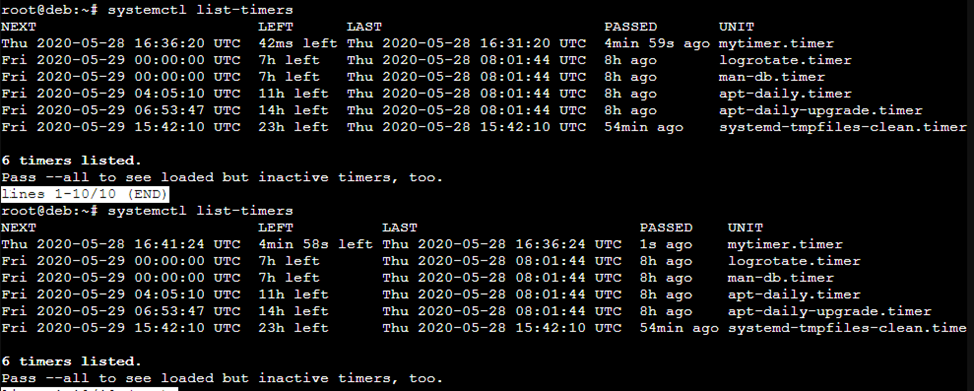 root@deb:~# systemctl list-timers
NEXT LEFT LAST PASSED UNIT
Thu 2020-05-28 16:36:20 UTC 42ms left Thu 2020-05-28 16:31:20 UTC 4min 59s ago mytimer.timer
Fri 2020-05-29 00:00:00 UTC 7h left Thu 2020-05-28 08:01:44 UTC 8h ago logrotate.timer
Fri 2020-05-29 00:00:00 UTC 7h left Thu 2020-05-28 08:01:44 UTC 8h ago man-db.timer
Fri 2020-05-29 04:05:10 UTC 11h left Thu 2020-05-28 08:01:44 UTC 8h ago apt-daily.timer
Fri 2020-05-29 06:53:47 UTC 14h left Thu 2020-05-28 08:01:44 UTC 8h ago apt-daily-upgrade.timer
Fri 2020-05-29 15:42:10 UTC 23h left Thu 2020-05-28 15:42:10 UTC 54min ago systemd-tmpfiles-clean.timer
6 timers listed.
Pass --all to see loaded but inactive timers, too.
lines 1-10/10 (END)
root@deb:~# systemctl list-timers
NEXT LEFT LAST PASSED UNIT
Thu 2020-05-28 16:41:24 UTC 4min 58s left Thu 2020-05-28 16:36:24 UTC 1s ago mytimer.timer
Fri 2020-05-29 00:00:00 UTC 7h left Thu 2020-05-28 08:01:44 UTC 8h ago logrotate.timer
Fri 2020-05-29 00:00:00 UTC 7h left Thu 2020-05-28 08:01:44 UTC 8h ago man-db.timer
Fri 2020-05-29 04:05:10 UTC 11h left Thu 2020-05-28 08:01:44 UTC 8h ago apt-daily.timer
Fri 2020-05-29 06:53:47 UTC 14h left Thu 2020-05-28 08:01:44 UTC 8h ago apt-daily-upgrade.timer
Fri 2020-05-29 15:42:10 UTC 23h left Thu 2020-05-28 15:42:10 UTC 54min ago systemd-tmpfiles-clean.time
6 timers listed.
Pass --all to see loaded but inactive timers, too.